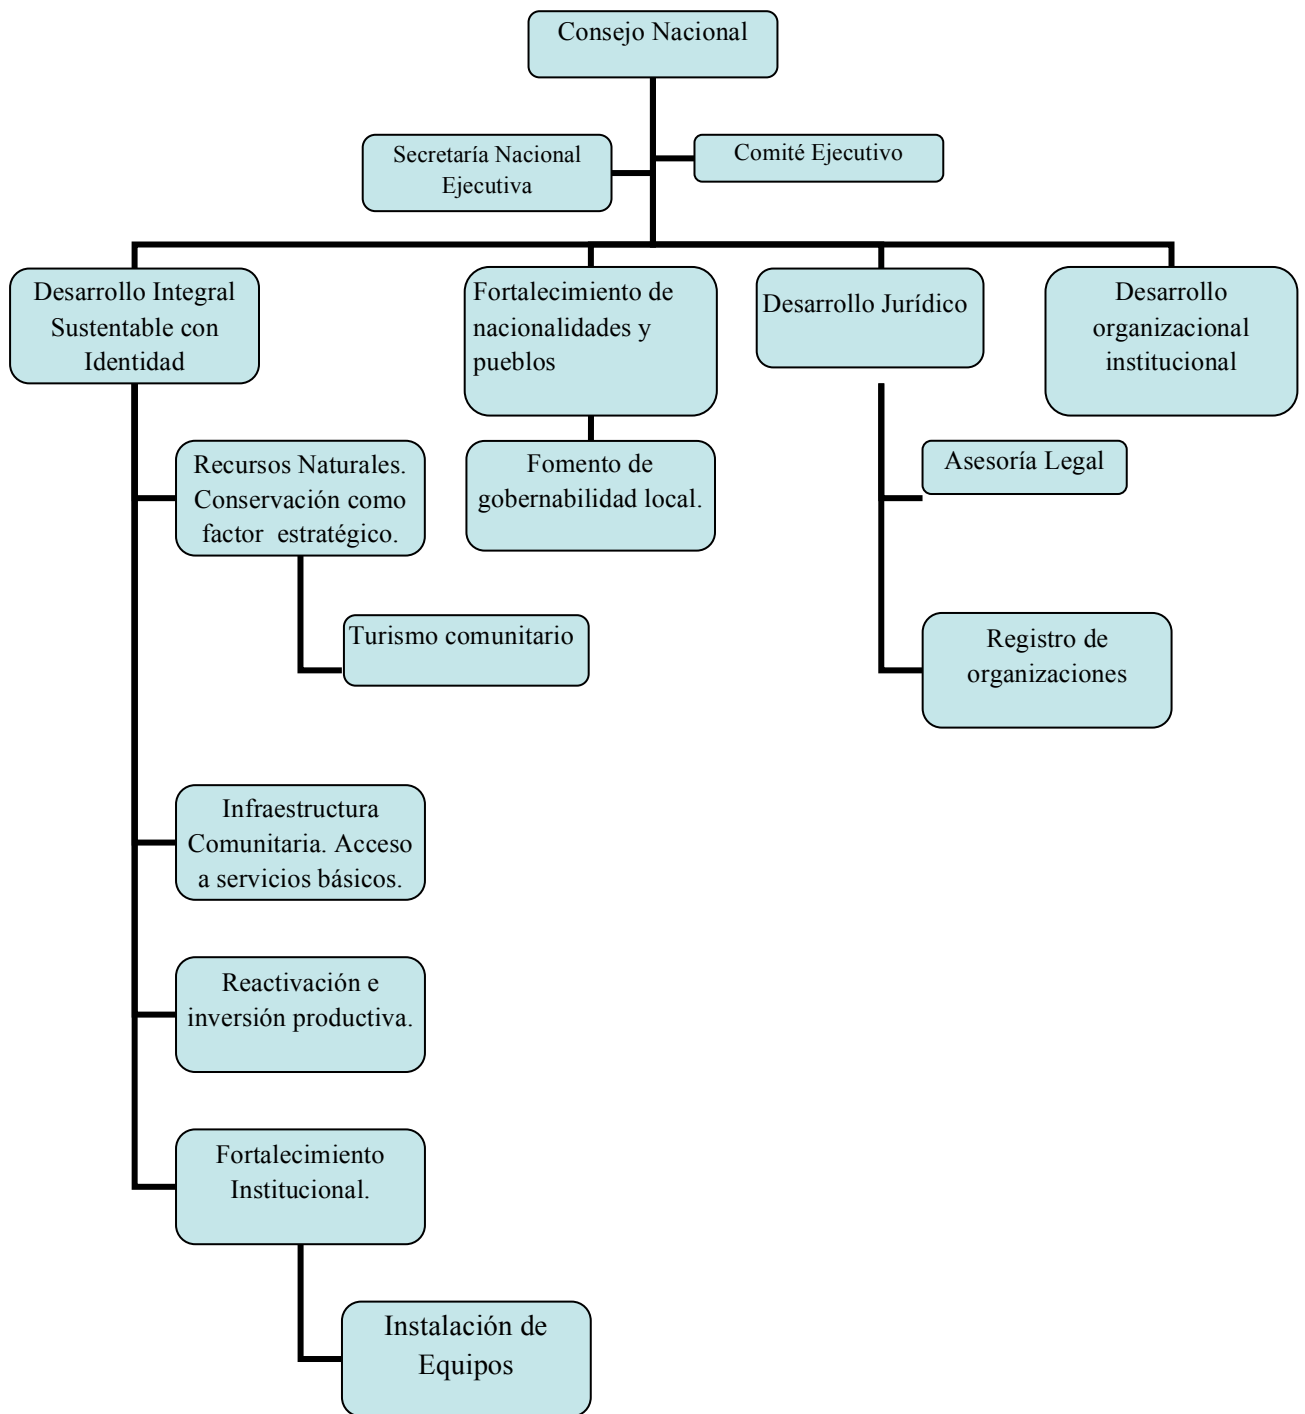 Consejo Nacional
Secretaría Nacional
Ejecutiva
Comité Ejecutivo
Desarrollo Integral
Sustentable con
Identidad
Fortalecimiento de
nacionalidades y
pueblos
Desarrollo Jurídico
Desarrollo
organizacional
institucional
Recursos Naturales.
Conservación como
factor estratégico.
Fomento de
gobernabilidad local.
Asesoría Legal
Turismo comunitario
Registro de
organizaciones
Infraestructura
Comunitaria. Acceso
a servicios básicos.
Reactivación e
inversión productiva.
Fortalecimiento
Institucional.
Instalación de
Equipos